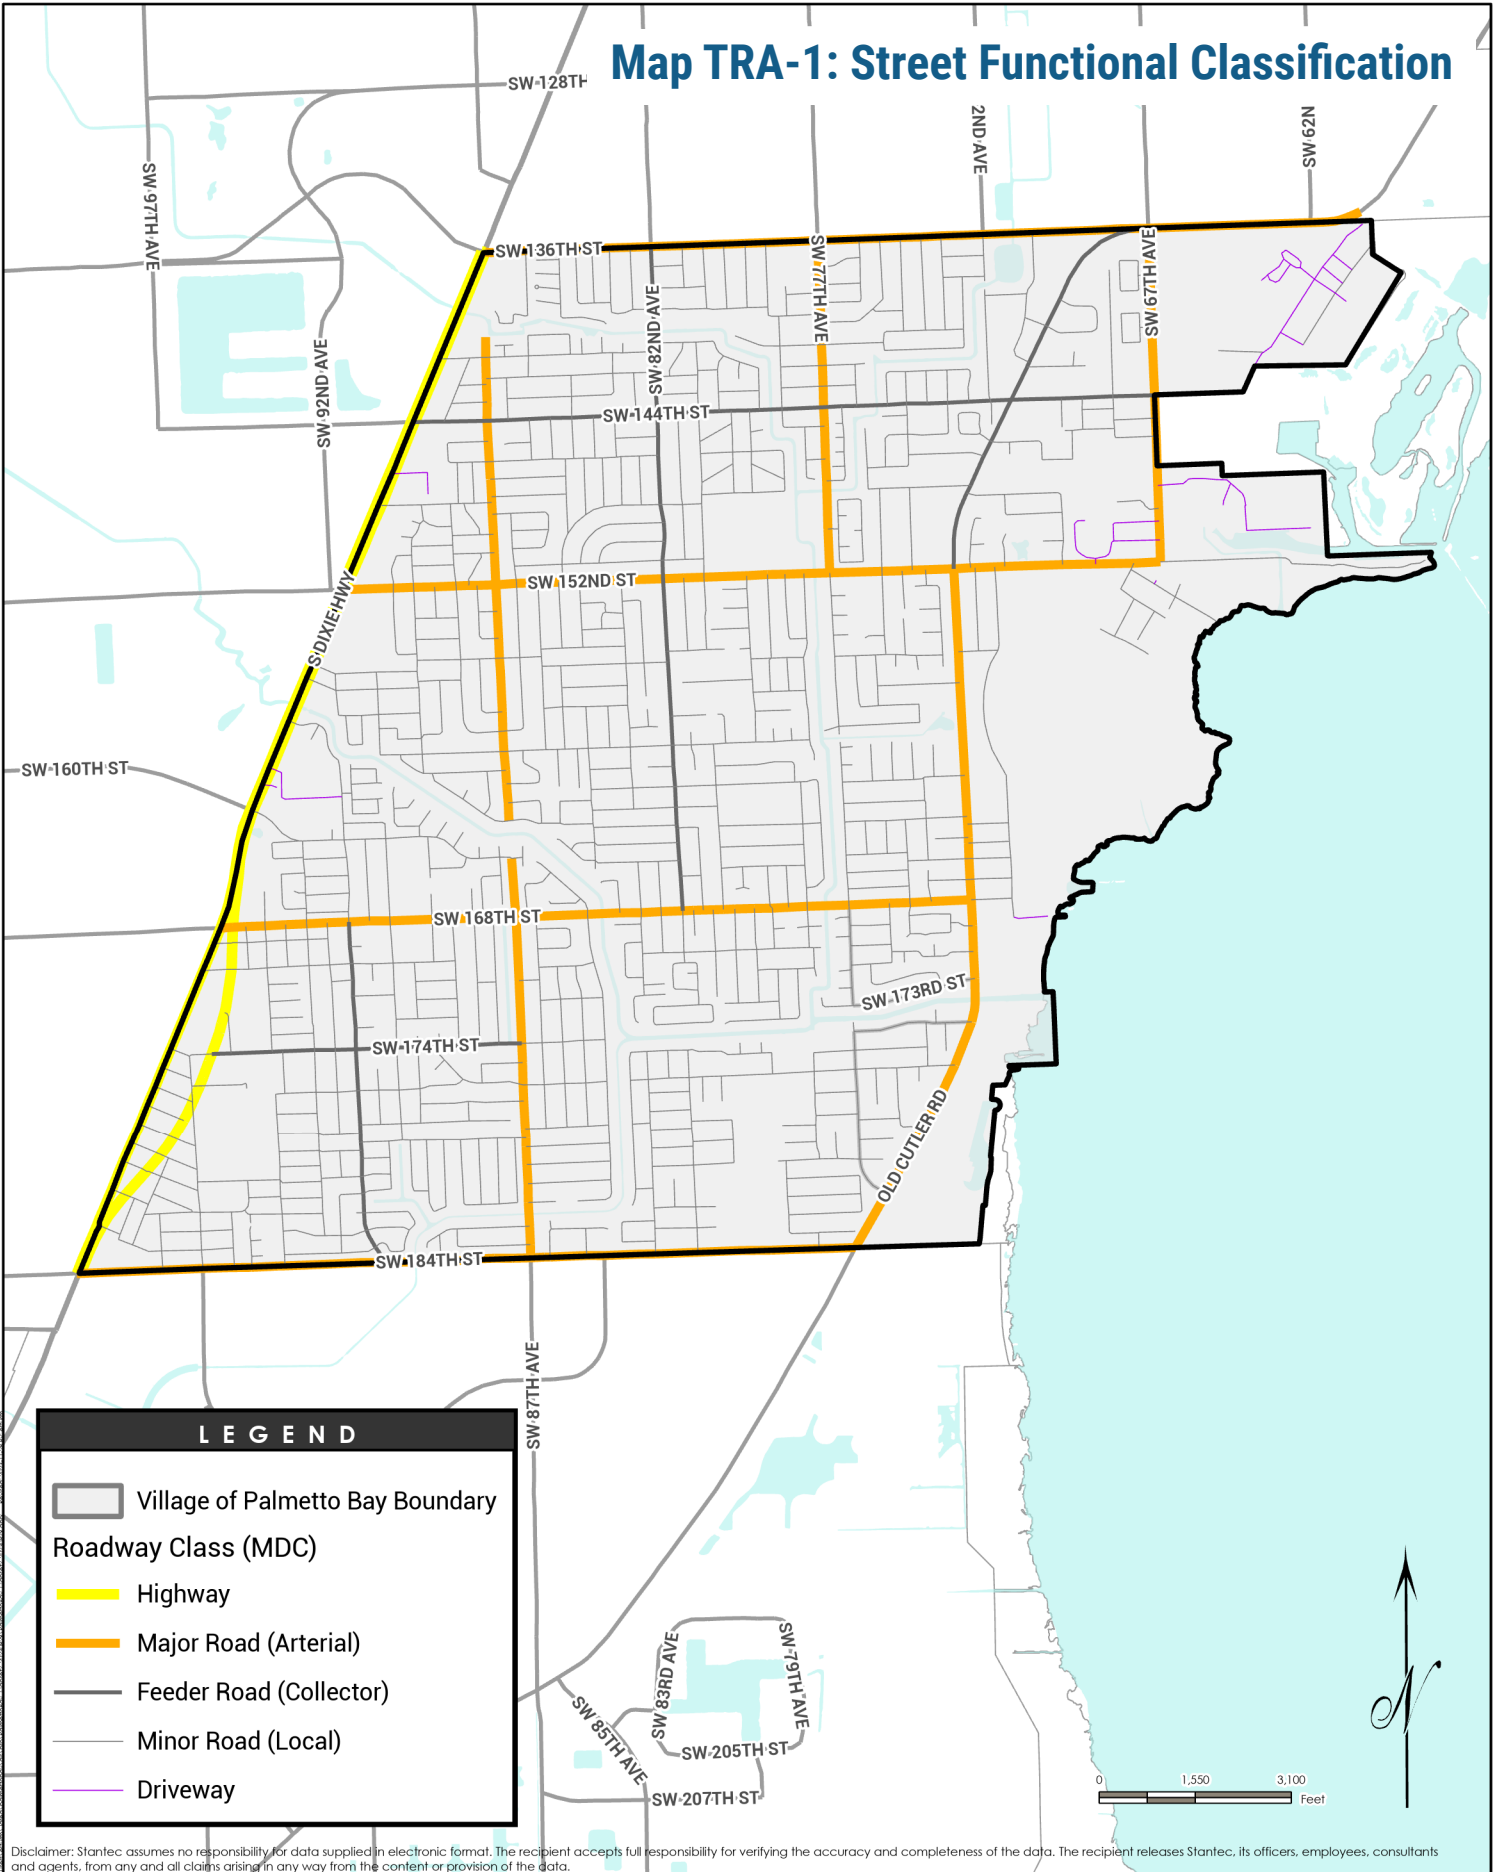 Map TRA-1: Street Functional Classification
SW 128TH
SW 97TH AVE
2ND AVE
SW 62N
SW 136TH ST
SW 77TH AVE
SW 67TH AVE
SW 82ND AVE
SW 92ND AVE
SW 144TH ST
SW 152ND ST
S DIXIE HWY
SW 160TH ST
SW 168TH ST
SW 173RD ST
SW 174TH ST
OLD CUTLER RD
SW 184TH ST
SW 87TH AVE
LEGEND
Village of Palmetto Bay Boundary
Roadway Class (MDC)
Highway
Major Road (Arterial)
Feeder Road (Collector)
Minor Road (Local)
Driveway
SW 83RD AVE
SW 79TH AVE
SW 85TH AVE
SW 205TH ST
SW 207TH ST
0 1,550 3,100
Feet
N
Disclaimer: Stantec assumes no responsibility for data supplied in electronic format. The recipient accepts full responsibility for verifying the accuracy and completeness of the data. The recipient releases Stantec, its officers, employees, consultants
and agents, from any and all claims arising in any way from the content or provision of the data.